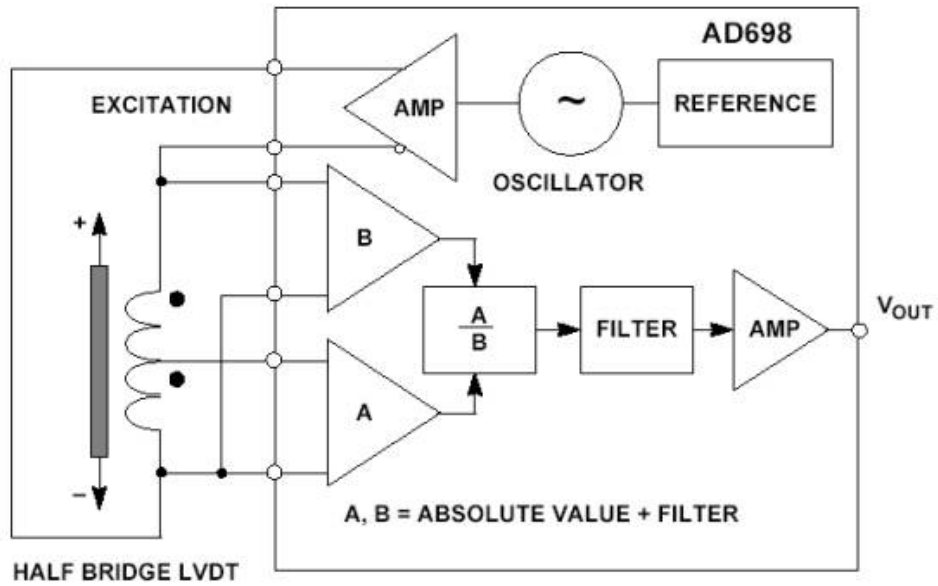 AD698
EXCITATION
AMP
~
REFERENCE
OSCILLATOR
+
B
A
B
FILTER
AMP
VOUT
A
–
A, B = ABSOLUTE VALUE + FILTER
HALF BRIDGE LVDT